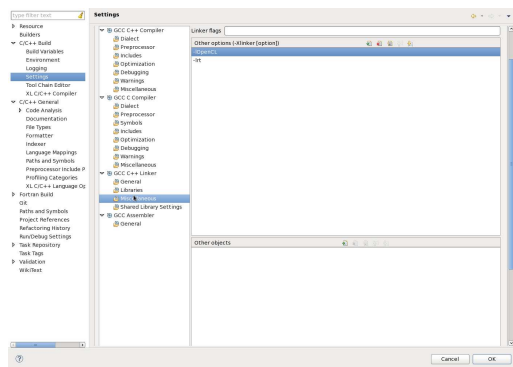 type filter text
Settings
Resource
Builders
C/C++ Build
Build Variables
Environment
Logging
Settings
Tool Chain Editor
XL C/C++ Compiler
C/C++ General
Code Analysis
Documentation
File Types
Formatter
Indexer
Language Mappings
Paths and Symbols
Preprocessor Include P
Profiling Categories
XL C/C++ Language Op
Fortran Build
Git
Paths and Symbols
Project References
Refactoring History
Run/Debug Settings
Task Repository
Task Tags
Validation
WikiText
GCC C++ Compiler
Dialect
Preprocessor
Includes
Optimization
Debugging
Warnings
Miscellaneous
GCC C Compiler
Dialect
Preprocessor
Symbols
Includes
Optimization
Debugging
Warnings
Miscellaneous
GCC C++ Linker
General
Libraries
Miscellaneous
Shared Library Settings
GCC Assembler
General
Linker flags
Other options (-Xlinker [option])
-lOpenCL
-lrt
Other objects
Cancel
OK